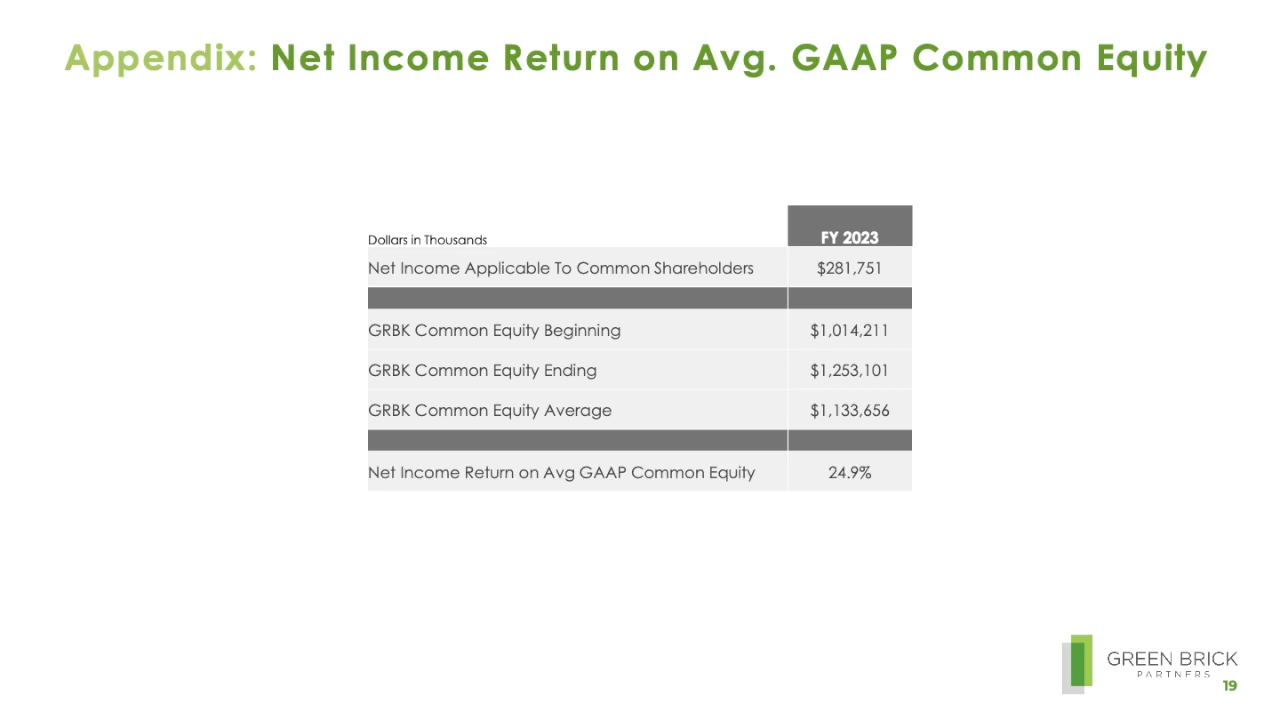 Appendix: Net Income Return on Avg. GAAP Common Equity
Dollars in Thousands FY 2023
Net Income Applicable To Common Shareholders $281,751
GRBK Common Equity Beginning $1,014,211
GRBK Common Equity Ending $1,253,101
GRBK Common Equity Average $1,133,656
Net Income Return on Avg GAAP Common Equity 24.9%
GREEN BRICK
PARTNERS
19